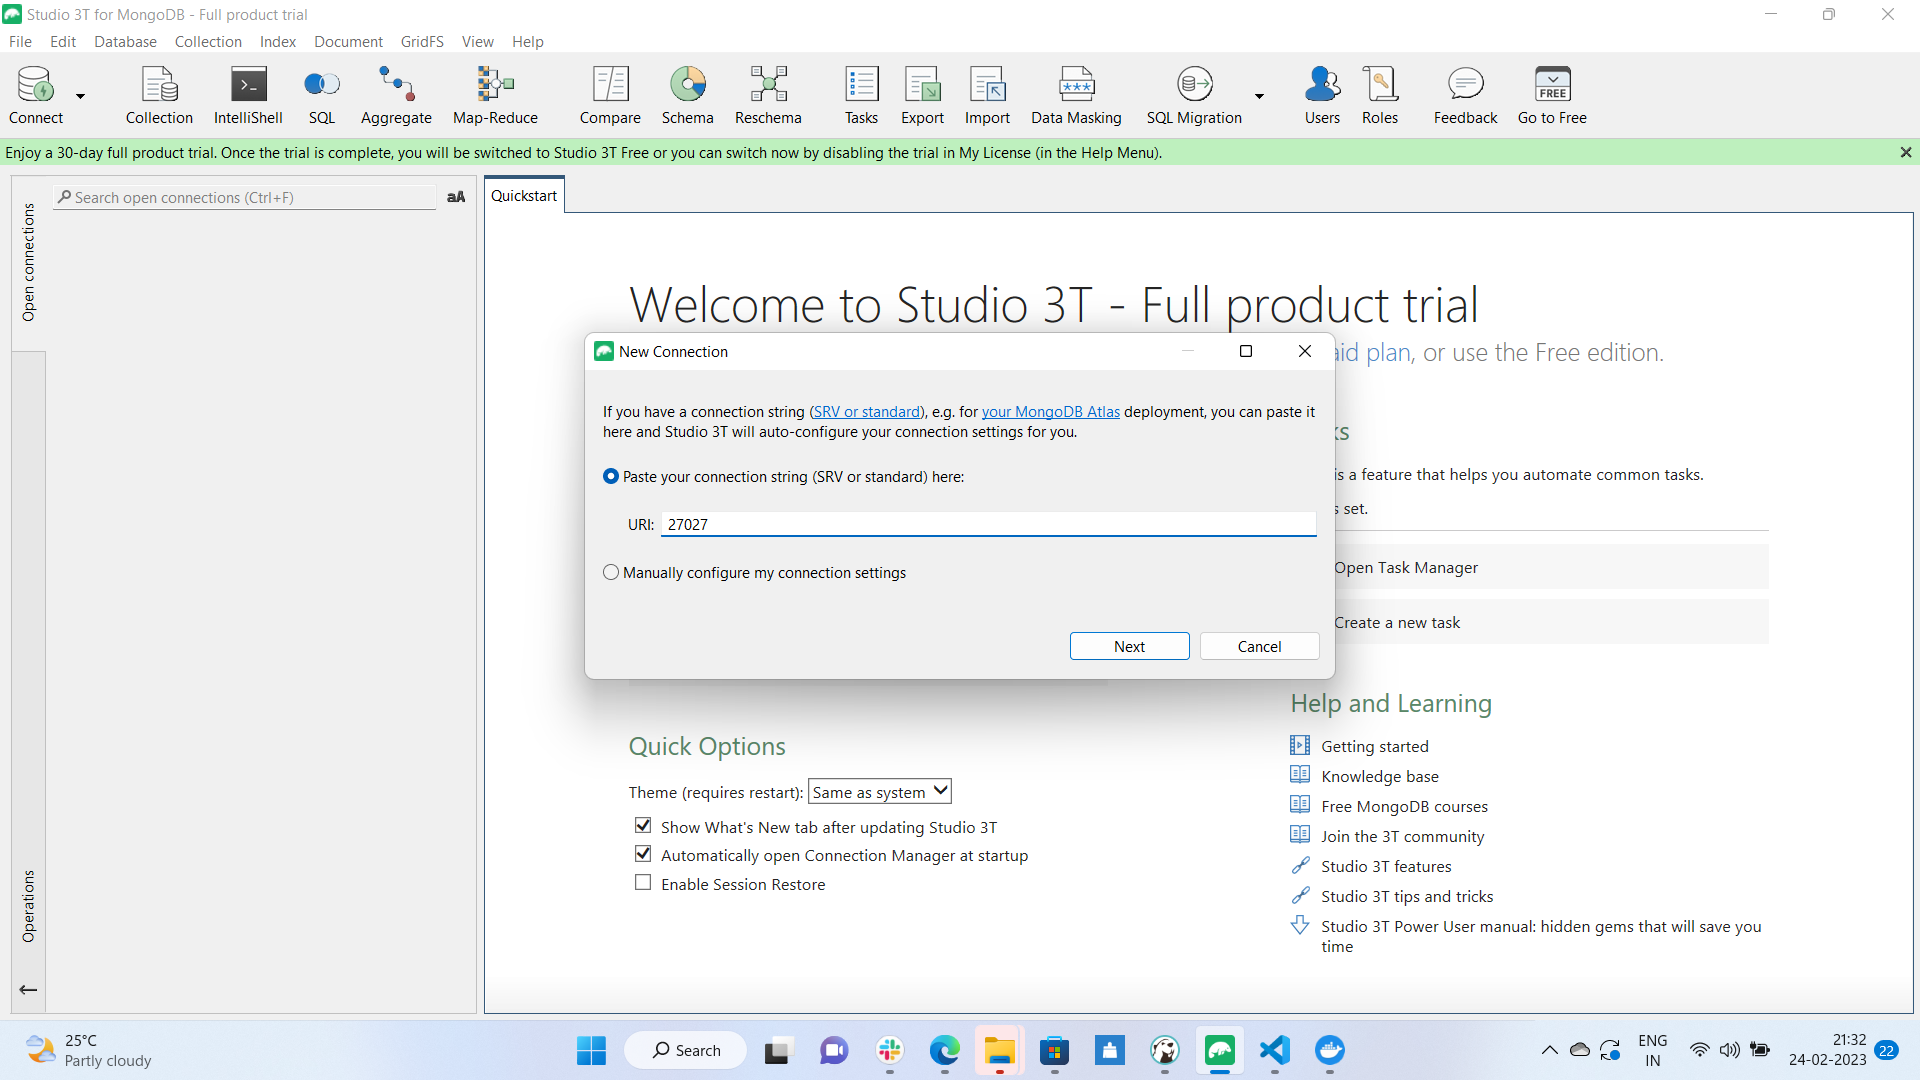 Studio 3T for MongoDB - Full product trial
File Edit Database Collection Index Document GridFS View Help
Connect Collection IntelliShell SQL Aggregate Map-Reduce Compare Schema Reschema Tasks Export Import Data Masking SQL Migration Users Roles Feedback Go to Free
FREE
Enjoy a 30-day full product trial. Once the trial is complete, you will be switched to Studio 3T Free or you can switch now by disabling the trial in My License (in the Help Menu).
Open connections
Search open connections (Ctrl+F)
aA
Operations
Quickstart
Welcome to Studio 3T - Full product trial
aid plan, or use the Free edition.
New Connection
If you have a connection string (SRV or standard), e.g. for your MongoDB Atlas deployment, you can paste it
here and Studio 3T will auto-configure your connection settings for you.
Paste your connection string (SRV or standard) here:
URI: 27027
Manually configure my connection settings
Next Cancel
ks
is a feature that helps you automate common tasks.
s set.
Open Task Manager
Create a new task
Quick Options
Theme (requires restart): Same as system
Show What's New tab after updating Studio 3T
Automatically open Connection Manager at startup
Enable Session Restore
Help and Learning
Getting started
Knowledge base
Free MongoDB courses
Join the 3T community
Studio 3T features
Studio 3T tips and tricks
Studio 3T Power User manual: hidden gems that will save you
time
25°C
Partly cloudy
Search
ENG
IN
21:32
24-02-2023
22